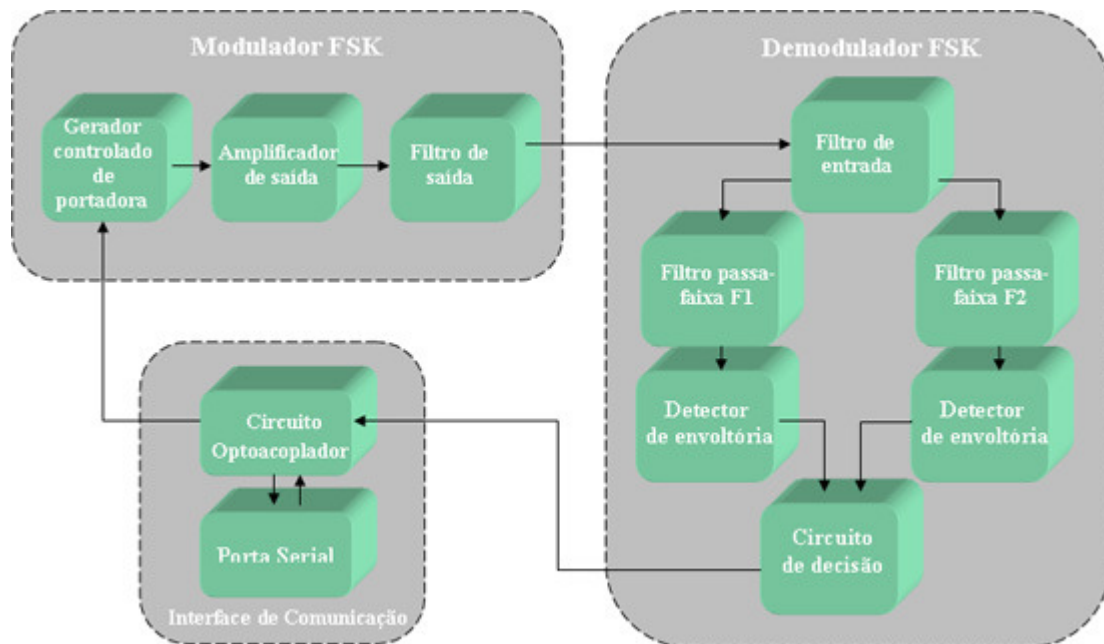 Modulador FSK
Gerador
controlado
de
portadora
Amplificador
de saída
Filtro de
saída
Demodulador FSK
Filtro de
entrada
Filtro passa-
faixa F1
Filtro passa-
faixa F2
Detector
de envoltória
Detector
de envoltória
Circuito
de decisão
Circuito
Optoacoplador
Porta Serial
Interface de Comunicação